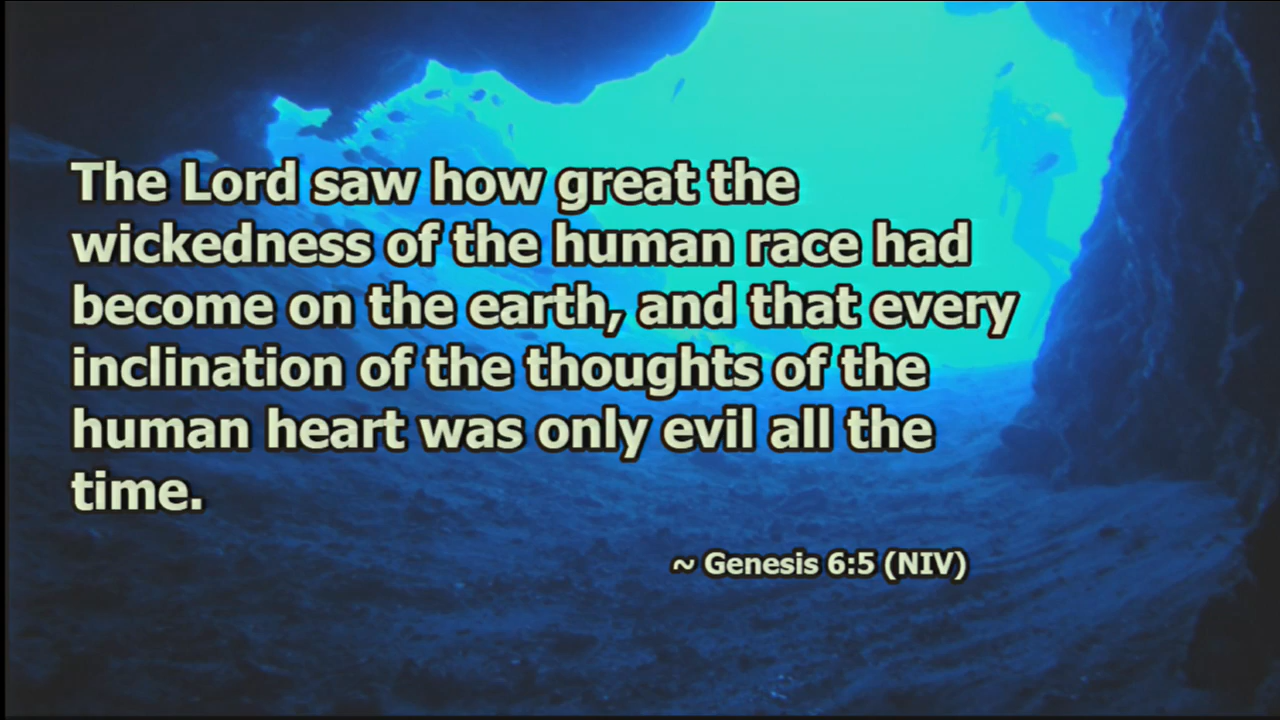 The Lord saw how great the
wickedness of the human race had
become on the earth, and that every
inclination of the thoughts of the
human heart was only evil all the
time.
~ Genesis 6:5 (NIV)